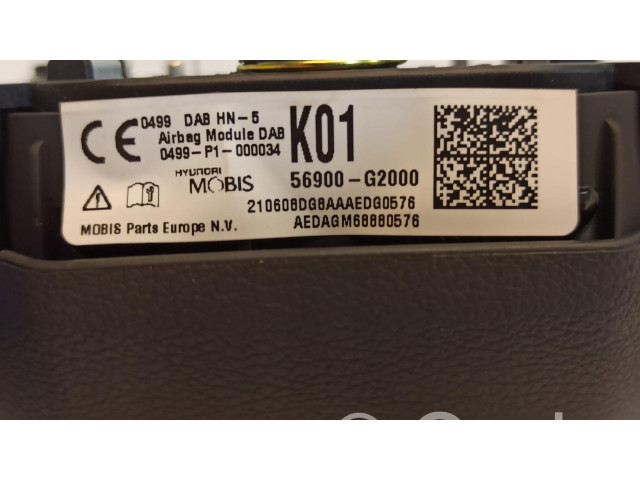 CE 0499 DAB HN-5
Airbag Module DAB
0499-P1-000034
K01
HYUNDAI
MOBIS
56900-G2000
210608DG8AAAEDG0576
AEDAGM68880576
MOBIS Parts Europe N.V.